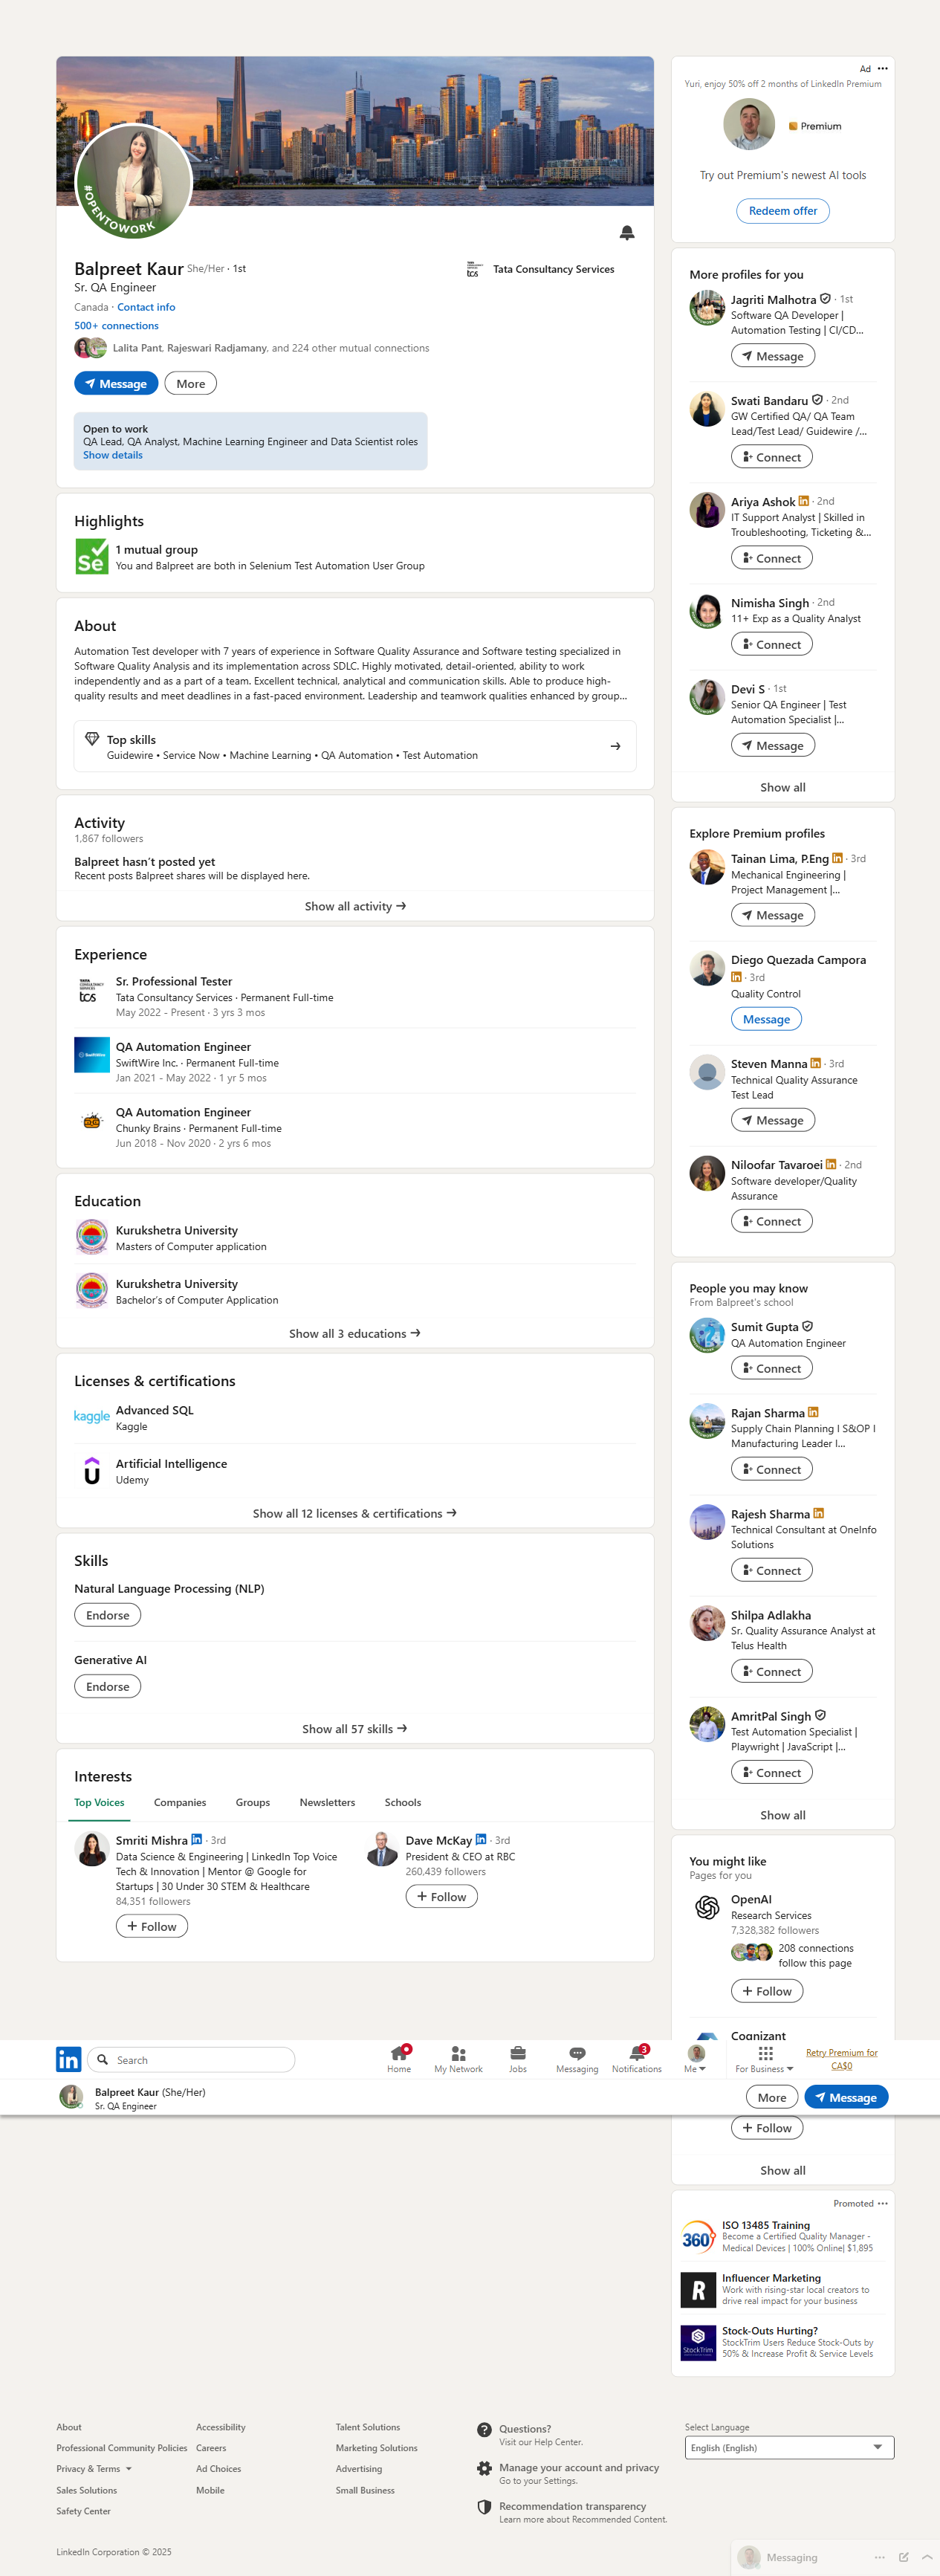 #OPENTOWORK
Balpreet Kaur She/Her · 1st
Sr. QA Engineer
Canada · Contact info
500+ connections
Lalita Pant, Rajeswari Radjamany, and 224 other mutual connections
Message
More
TATA CONSULTANCY SERVICES
tcs
Tata Consultancy Services
Open to work
QA Lead, QA Analyst, Machine Learning Engineer and Data Scientist roles
Show details
Highlights
Se
1 mutual group
You and Balpreet are both in Selenium Test Automation User Group
About
Automation Test developer with 7 years of experience in Software Quality Assurance and Software testing specialized in
Software Quality Analysis and its implementation across SDLC. Highly motivated, detail-oriented, ability to work
independently and as a part of a team. Excellent technical, analytical and communication skills. Able to produce high-
quality results and meet deadlines in a fast-paced environment. Leadership and teamwork qualities enhanced by group...
Top skills
Guidewire • Service Now • Machine Learning • QA Automation • Test Automation
Activity
1,867 followers
Balpreet hasn't posted yet
Recent posts Balpreet shares will be displayed here.
Show all activity
Experience
TATA CONSULTANCY SERVICES
tcs
Sr. Professional Tester
Tata Consultancy Services · Permanent Full-time
May 2022 - Present · 3 yrs 3 mos
SwiftWire
QA Automation Engineer
SwiftWire Inc. · Permanent Full-time
Jan 2021 - May 2022 · 1 yr 5 mos
QA Automation Engineer
Chunky Brains · Permanent Full-time
Jun 2018 - Nov 2020 · 2 yrs 6 mos
Education
Kurukshetra University
Masters of Computer application
Kurukshetra University
Bachelor's of Computer Application
Show all 3 educations
Licenses & certifications
kaggle
Advanced SQL
Kaggle
Artificial Intelligence
Udemy
Show all 12 licenses & certifications
Skills
Natural Language Processing (NLP)
Endorse
Generative AI
Endorse
Show all 57 skills
Interests
Top Voices
Companies
Groups
Newsletters
Schools
Smriti Mishra in · 3rd
Data Science & Engineering | LinkedIn Top Voice
Tech & Innovation | Mentor @ Google for
Startups | 30 Under 30 STEM & Healthcare
84,351 followers
+ Follow
Dave McKay in · 3rd
President & CEO at RBC
260,439 followers
+ Follow
Ad
Yuri, enjoy 50% off 2 months of LinkedIn Premium
Premium
Try out Premium's newest AI tools
Redeem offer
More profiles for you
Jagriti Malhotra · 1st
Software QA Developer |
Automation Testing | CI/CD...
Message
Swati Bandaru · 2nd
GW Certified QA/ QA Team
Lead/Test Lead/ Guidewire /...
Connect
Ariya Ashok in · 2nd
IT Support Analyst | Skilled in
Troubleshooting, Ticketing &...
Connect
Nimisha Singh · 2nd
11+ Exp as a Quality Analyst
Connect
Devi S · 1st
Senior QA Engineer | Test
Automation Specialist |...
Message
Show all
Explore Premium profiles
Tainan Lima, P.Eng in · 3rd
Mechanical Engineering |
Project Management |...
Message
Diego Quezada Campora
in · 3rd
Quality Control
Message
Steven Manna in · 3rd
Technical Quality Assurance
Test Lead
Message
Niloofar Tavaroei in · 2nd
Software developer/Quality
Assurance
Connect
People you may know
From Balpreet's school
Sumit Gupta
QA Automation Engineer
Connect
Rajan Sharma in
Supply Chain Planning I S&OP I
Manufacturing Leader I...
Connect
Rajesh Sharma in
Technical Consultant at OneInfo
Solutions
Connect
Shilpa Adlakha
Sr. Quality Assurance Analyst at
Telus Health
Connect
AmritPal Singh
Test Automation Specialist |
Playwright | JavaScript |...
Connect
Show all
You might like
Pages for you
OpenAI
Research Services
7,328,382 followers
208 connections
follow this page
+ Follow
Cognizant
in
Search
Home
My Network
Jobs
Messaging
3
Notifications
Me
For Business
Retry Premium for
CA$0
Balpreet Kaur (She/Her)
Sr. QA Engineer
More
Message
+ Follow
Show all
Promoted
360
ISO 13485 Training
Become a Certified Quality Manager -
Medical Devices | 100% Online| $1,895
R
Influencer Marketing
Work with rising-star local creators to
drive real impact for your business
StockTrim
Stock-Outs Hurting?
StockTrim Users Reduce Stock-Outs by
50% & Increase Profit & Service Levels
About
Accessibility
Talent Solutions
Professional Community Policies
Careers
Marketing Solutions
Privacy & Terms
Ad Choices
Advertising
Sales Solutions
Mobile
Small Business
Safety Center
Questions?
Visit our Help Center.
Manage your account and privacy
Go to your Settings.
Recommendation transparency
Learn more about Recommended Content.
Select Language
English (English)
LinkedIn Corporation © 2025
Messaging